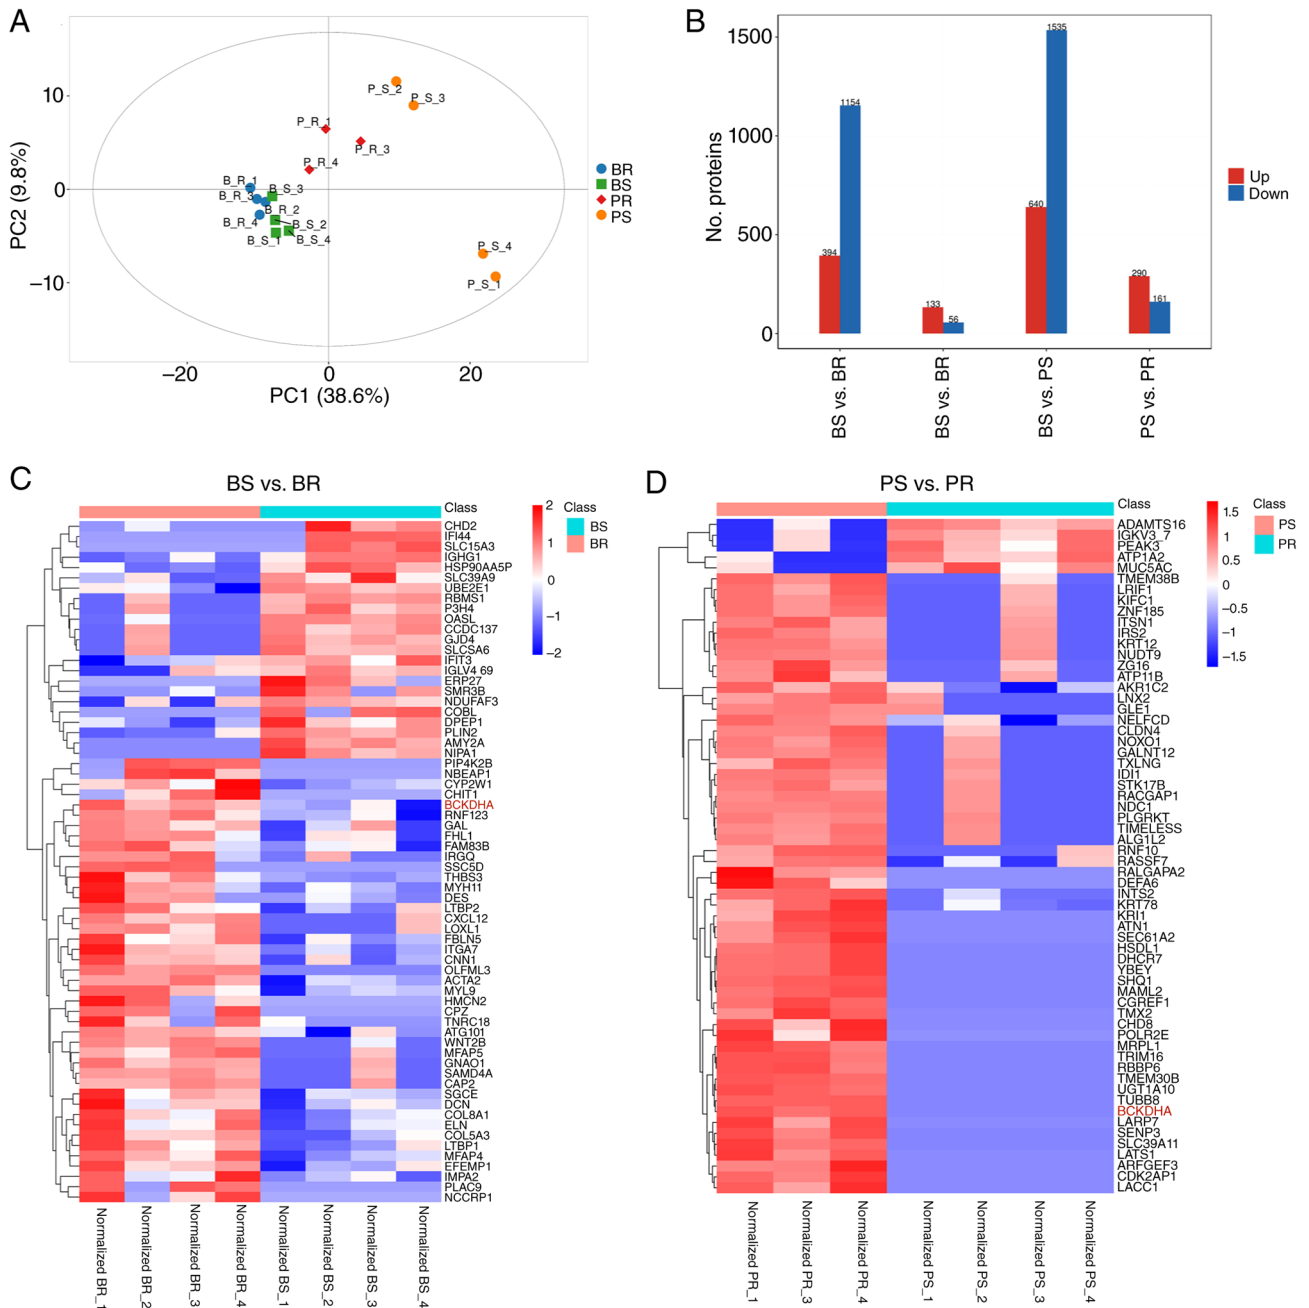 A
PC2 (9.8%)
10
0
−10
−20
0
20
PC1 (38.6%)
P_S_2
P_S_3
P_R_1
P_R_3
P_R_4
B_R_1
B_S_3
B_R_3
B_R_2
B_R_4
B_S_2
B_S_1
B_S_4
P_S_4
P_S_1
BR
BS
PR
PS
B
No. proteins
1500
1000
500
0
394
1154
133
56
640
1535
290
161
BS vs. BR
BS vs. BR
BS vs. PS
PS vs. PR
Up
Down
C
BS vs. BR
Class
CHD2
IFI44
SLC15A3
IGHG1
HSP90AA5P
SLC39A9
UBE2E1
RBMS1
P3H4
OASL
CCDC137
GJD4
SLC5A6
IFIT3
IGLV4 69
ERP27
SMR3B
NDUFAF3
COBL
DPEP1
PLIN2
AMY2A
NIPA1
PIP4K2B
NBEAP1
CYP2W1
CHIT1
BCKDHA
RNF123
GAL
FHL1
FAM83B
IRGQ
SSC5D
THBS3
MYH11
DES
LTBP2
CXCL12
LOXL1
FBLN5
ITGA7
CNN1
OLFML3
ACTA2
MYL9
HMCN2
CPZ
TNRC18
ATG101
WNT2B
MFAP5
GNAO1
SAMD4A
CAP2
SGCE
DCN
COL8A1
ELN
COL5A3
LTBP1
MFAP4
EFEMP1
IMPA2
PLAC9
NCCRP1
Normalized BR_1
Normalized BR_2
Normalized BR_3
Normalized BR_4
Normalized BS_1
Normalized BS_2
Normalized BS_3
Normalized BS_4
2
1
0
−1
−2
Class
BS
BR
D
PS vs. PR
Class
ADAMTS16
IGKV3_7
PEAK3
ATP1A2
MUC5AC
TMEM38B
LRIF1
KIFC1
ZNF185
ITSN1
IRS2
KRT12
NUDT9
ZG16
ATP11B
AKR1C2
LNX2
GLE1
NELFCD
CLDN4
NOXO1
GALNT12
TXLNG
IDI1
STK17B
RACGAP1
NDC1
PLGRKT
TIMELESS
ALG1L2
RNF10
RASSF7
RALGAPA2
DEFA6
INTS2
KRT78
KRI1
ATN1
SEC61A2
HSDL1
DHCR7
YBEY
SHQ1
MAML2
CGREF1
TMX2
CHD8
POLR2E
MRPL1
TRIM16
RBBP6
TMEM30B
UGT1A10
TUBB8
BCKDHA
LARP7
SENP3
SLC39A11
LATS1
ARFGEF3
CDK2AP1
LACC1
Normalized PR_1
Normalized PR_3
Normalized PR_4
Normalized PS_1
Normalized PS_2
Normalized PS_3
Normalized PS_4
1.5
1
0.5
0
−0.5
−1
−1.5
Class
PS
PR